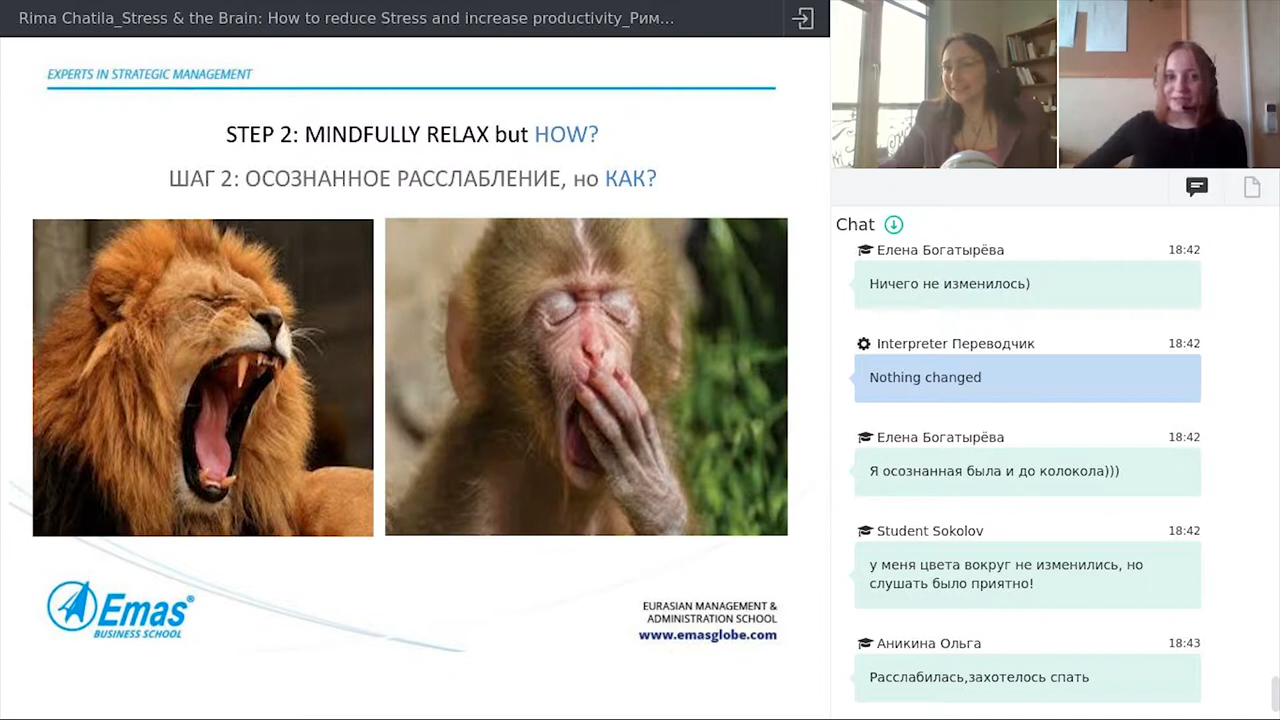 Rima Chatila_Stress & the Brain: How to reduce Stress and increase productivity_Рим...
EXPERTS IN STRATEGIC MANAGEMENT
STEP 2: MINDFULLY RELAX but HOW?
ШАГ 2: ОСОЗНАННОЕ РАССЛАБЛЕНИЕ, но КАК?
Emas®
BUSINESS SCHOOL
EURASIAN MANAGEMENT &
ADMINISTRATION SCHOOL
www.emasglobe.com
Chat
Елена Богатырёва 18:42
Ничего не изменилось)
Interpreter Переводчик 18:42
Nothing changed
Елена Богатырёва 18:42
Я осознанная была и до колокола)))
Student Sokolov 18:42
у меня цвета вокруг не изменились, но
слушать было приятно!
Аникина Ольга 18:43
Расслабилась,захотелось спать